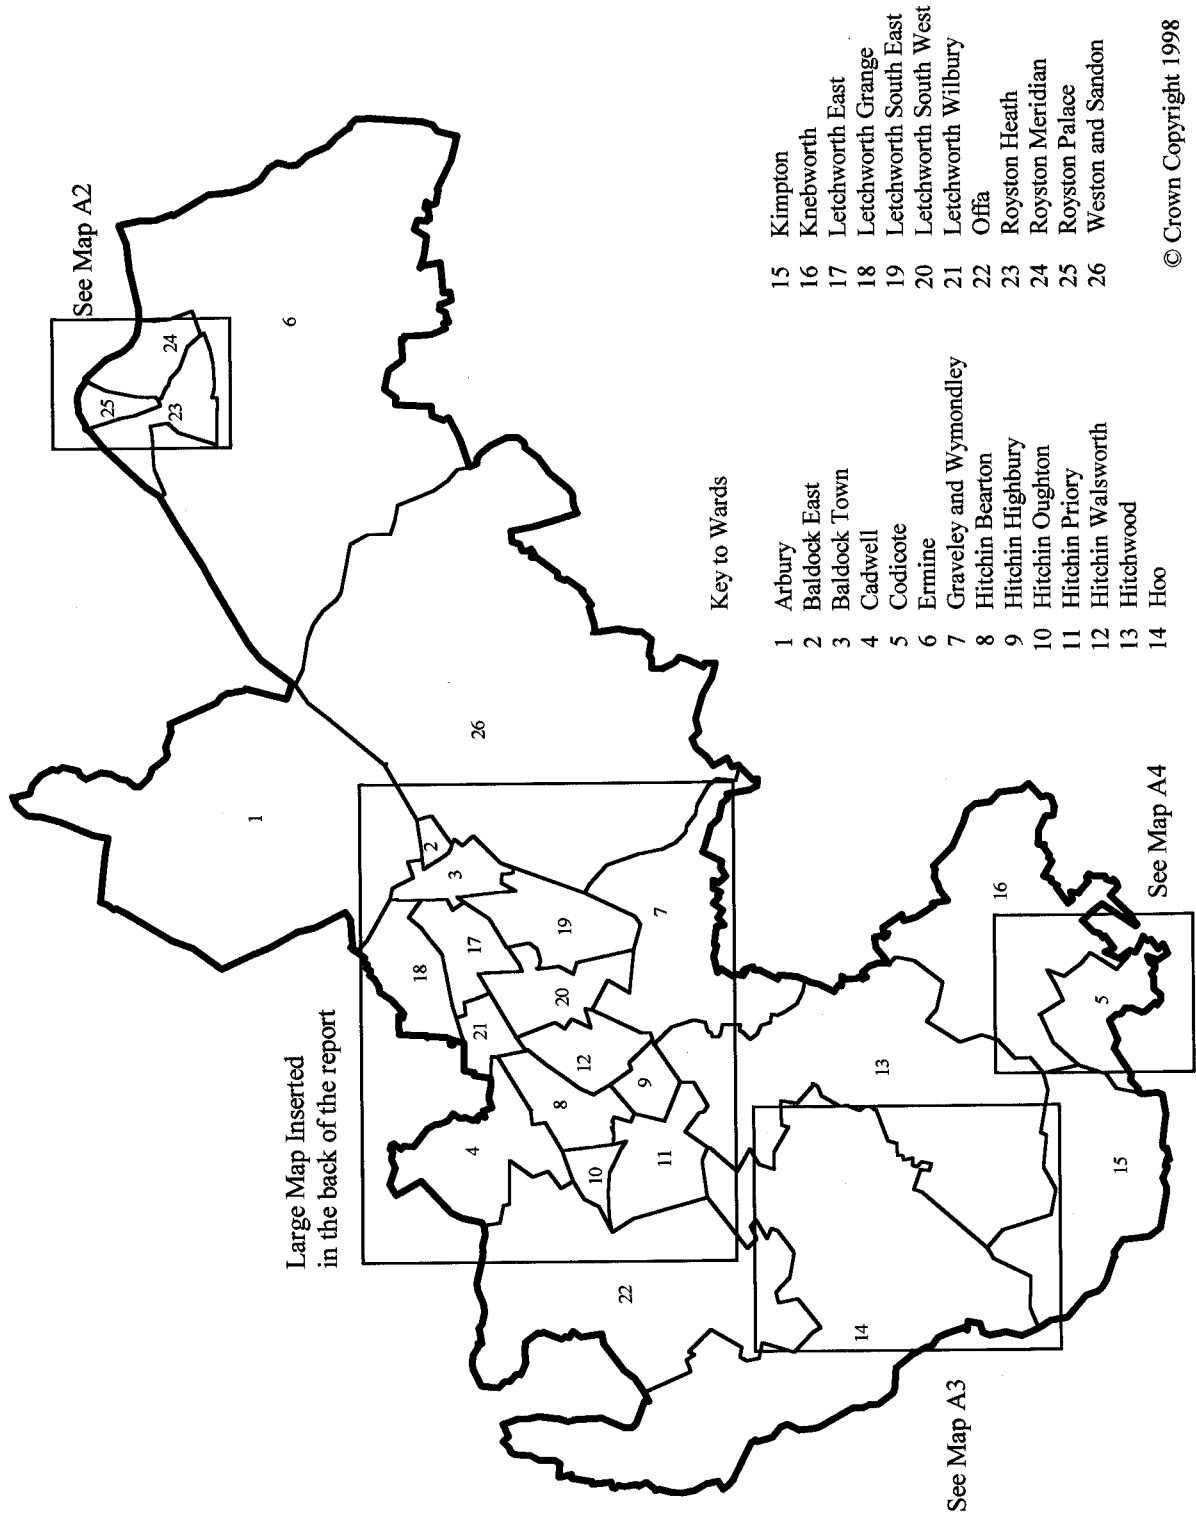 See Map A2
Large Map Inserted
in the back of the report
1
2
3
4
5
6
7
8
9
10
11
12
13
14
15
16
17
18
19
20
21
22
23
24
25
26
See Map A3
See Map A4
Key to Wards
1 Arbury
2 Baldock East
3 Baldock Town
4 Cadwell
5 Codicote
6 Ermine
7 Graveley and Wymondley
8 Hitchin Bearton
9 Hitchin Highbury
10 Hitchin Oughton
11 Hitchin Priory
12 Hitchin Walsworth
13 Hitchwood
14 Hoo
15 Kimpton
16 Knebworth
17 Letchworth East
18 Letchworth Grange
19 Letchworth South East
20 Letchworth South West
21 Letchworth Wilbury
22 Offa
23 Royston Heath
24 Royston Meridian
25 Royston Palace
26 Weston and Sandon
© Crown Copyright 1998